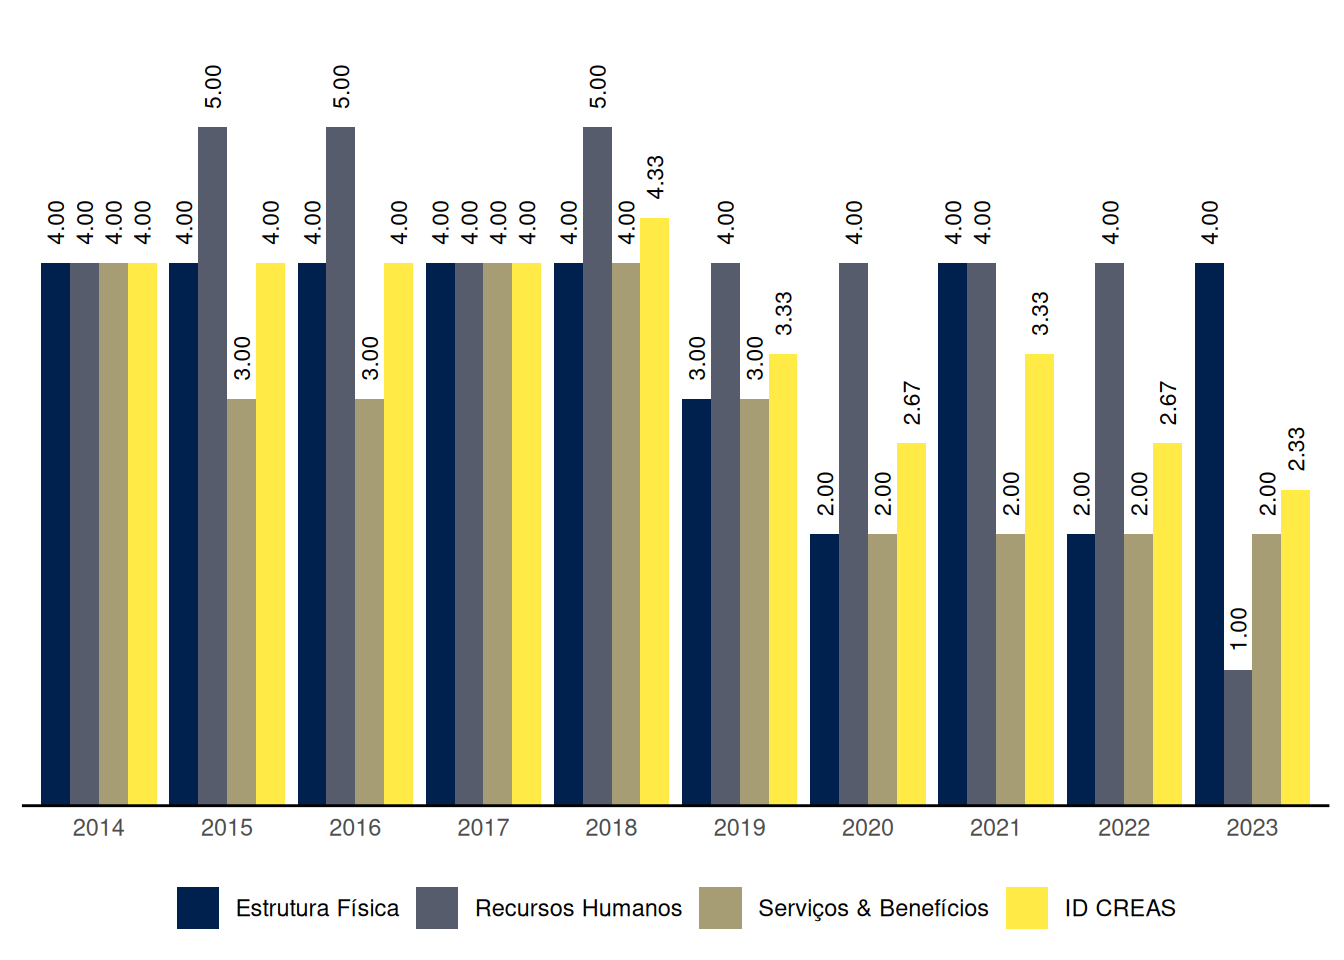 5.00 5.00 5.00
4.33
4.00 4.00 4.00 4.00 4.00 4.00 4.00 4.00 4.00 4.00 4.00 4.00 4.00 4.00 4.00 4.00 4.00 4.00 4.00 4.00
3.33 3.33
3.00 3.00 3.00 3.00
2.67 2.67
2.33
2.00 2.00 2.00 2.00 2.00 2.00
1.00
2014 2015 2016 2017 2018 2019 2020 2021 2022 2023
Estrutura Física Recursos Humanos Serviços & Benefícios ID CREAS